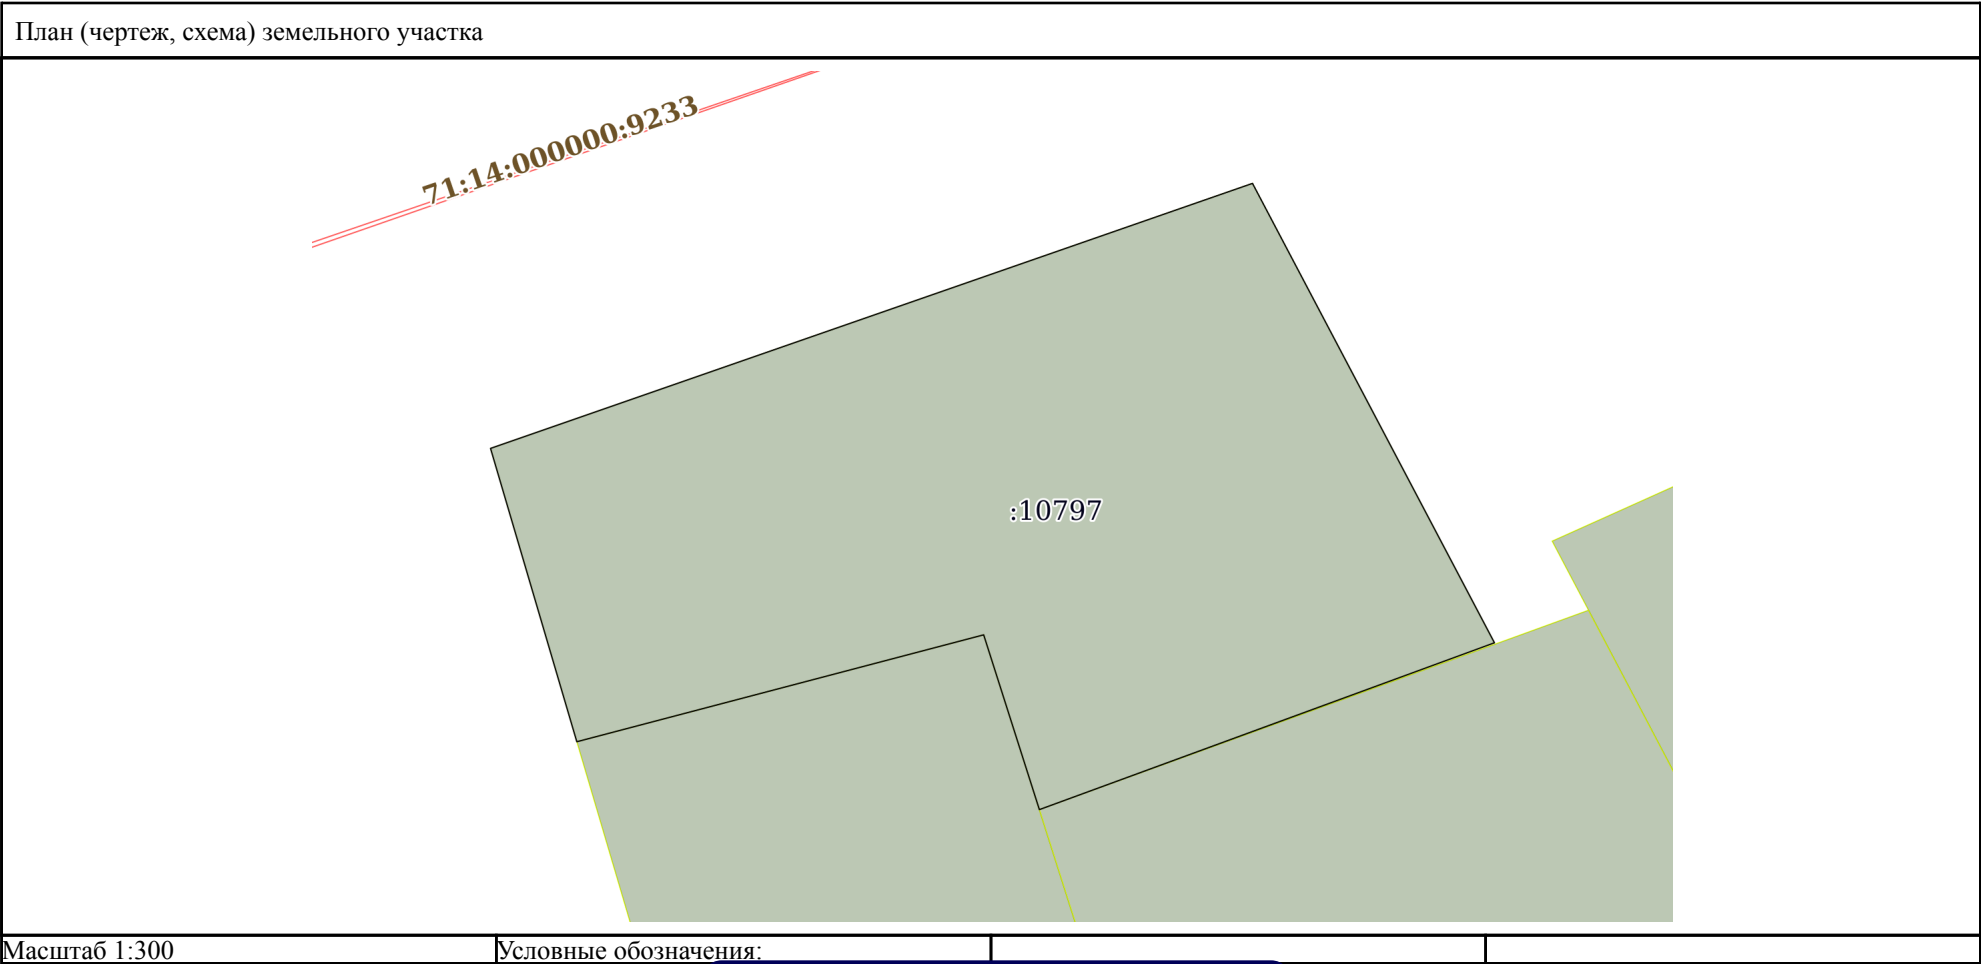 План (чертеж, схема) земельного участка
71:14:000000:9233
:10797
Масштаб 1:300
Условные обозначения: